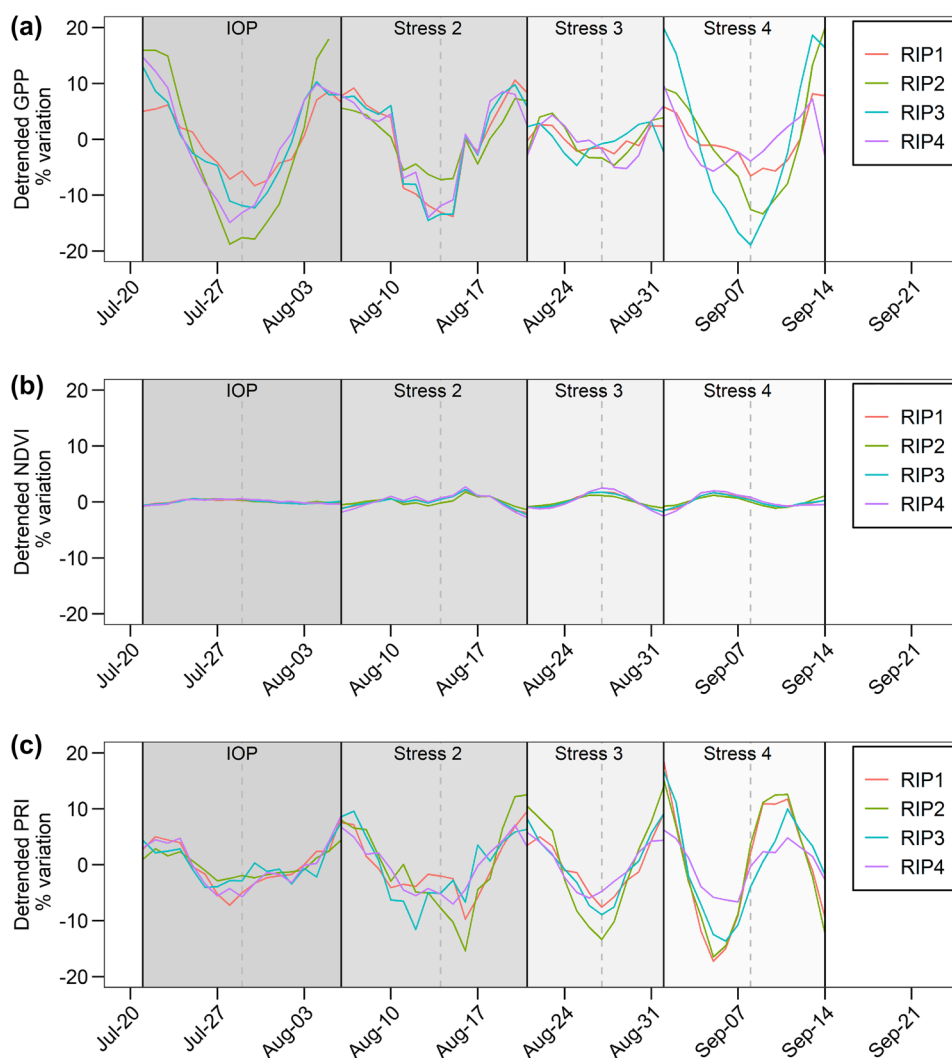 (a)
Detrended GPP
% variation
20
10
0
-10
-20
IOP
Stress 2
Stress 3
Stress 4
RIP1
RIP2
RIP3
RIP4
Jul-20
Jul-27
Aug-03
Aug-10
Aug-17
Aug-24
Aug-31
Sep-07
Sep-14
Sep-21
(b)
Detrended NDVI
% variation
20
10
0
-10
-20
IOP
Stress 2
Stress 3
Stress 4
RIP1
RIP2
RIP3
RIP4
Jul-20
Jul-27
Aug-03
Aug-10
Aug-17
Aug-24
Aug-31
Sep-07
Sep-14
Sep-21
(c)
Detrended PRI
% variation
20
10
0
-10
-20
IOP
Stress 2
Stress 3
Stress 4
RIP1
RIP2
RIP3
RIP4
Jul-20
Jul-27
Aug-03
Aug-10
Aug-17
Aug-24
Aug-31
Sep-07
Sep-14
Sep-21